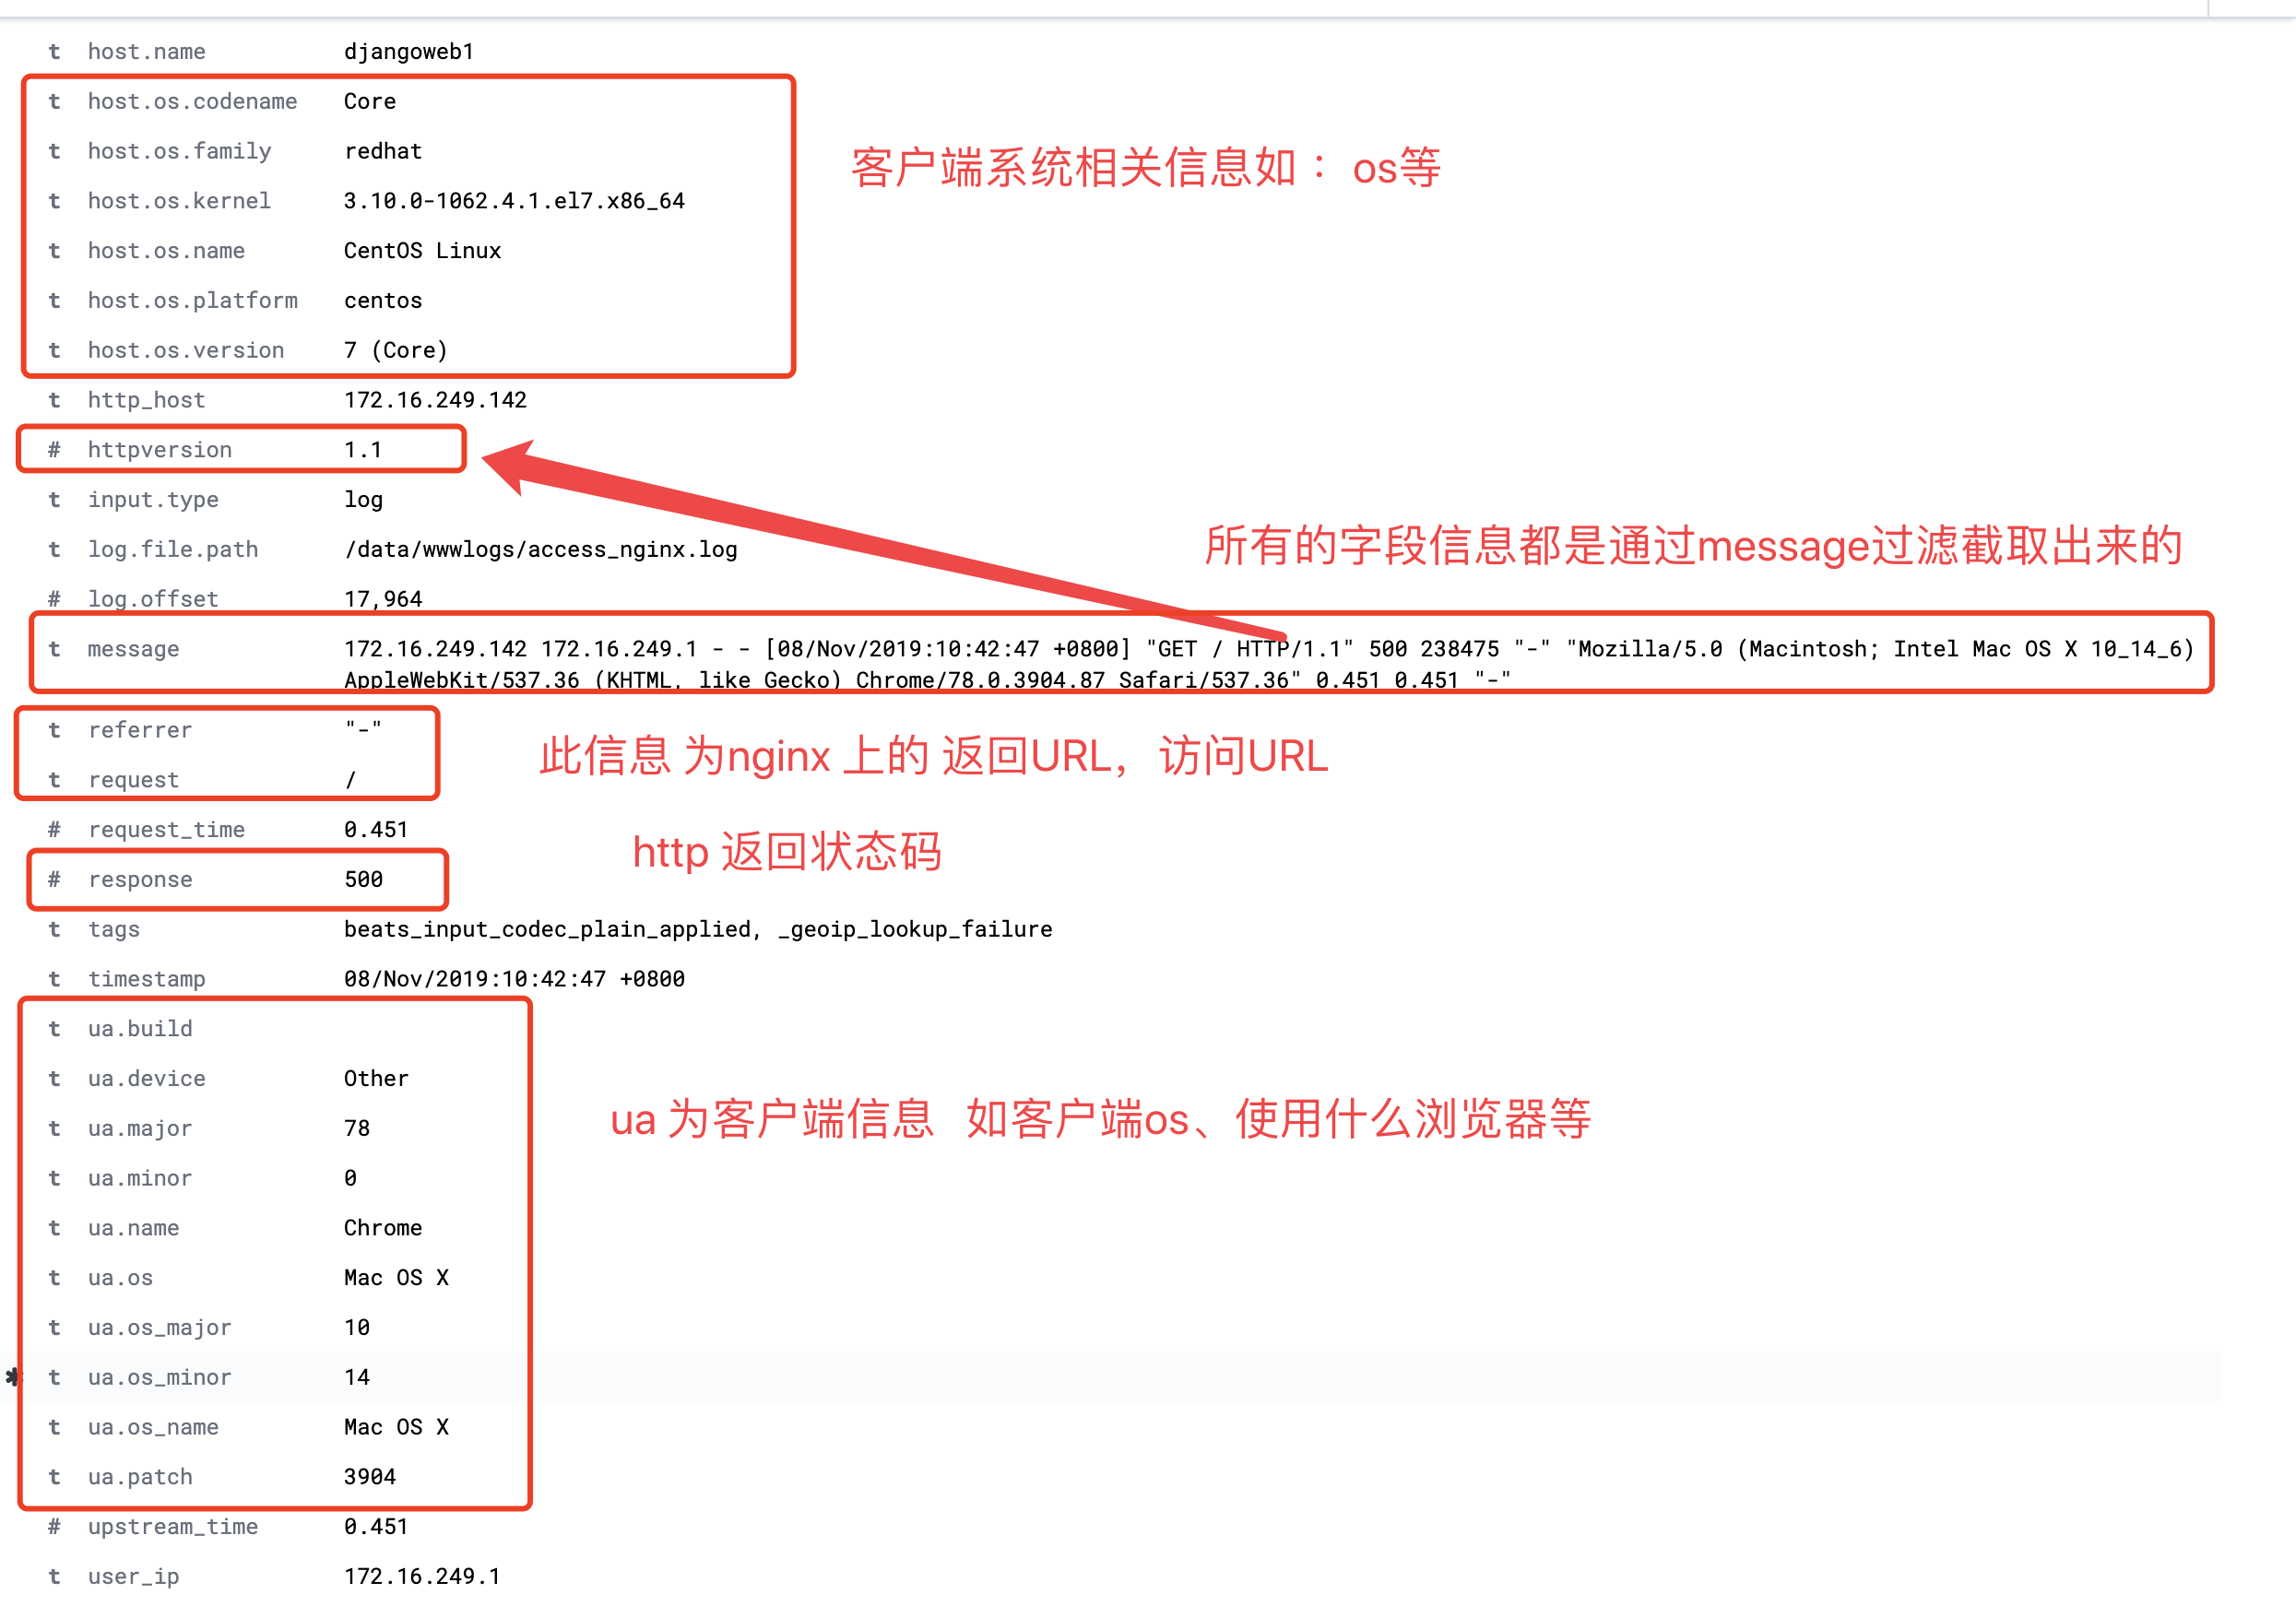 t host.name djangoweb1
t host.os.codename Core
t host.os.family redhat
客户端系统相关信息如： os等
t host.os.kernel 3.10.0-1062.4.1.el7.x86_64
t host.os.name CentOS Linux
t host.os.platform centos
t host.os.version 7 (Core)
t http_host 172.16.249.142
# httpversion 1.1
t input.type log
t log.file.path /data/wwwlogs/access_nginx.log
所有的字段信息都是通过message过滤截取出来的
# log.offset 17,964
t message 172.16.249.142 172.16.249.1 - - [08/Nov/2019:10:42:47 +0800] "GET / HTTP/1.1" 500 238475 "-" "Mozilla/5.0 (Macintosh; Intel Mac OS X 10_14_6)
AppleWebKit/537.36 (KHTML, like Gecko) Chrome/78.0.3904.87 Safari/537.36" 0.451 0.451 "-"
t referrer "-"
此信息 为nginx 上的 返回URL，访问URL
t request /
# request_time 0.451
http 返回状态码
# response 500
t tags beats_input_codec_plain_applied, _geoip_lookup_failure
t timestamp 08/Nov/2019:10:42:47 +0800
t ua.build
t ua.device Other
ua 为客户端信息 如客户端os、使用什么浏览器等
t ua.major 78
t ua.minor 0
t ua.name Chrome
t ua.os Mac OS X
t ua.os_major 10
t ua.os_minor 14
t ua.os_name Mac OS X
t ua.patch 3904
# upstream_time 0.451
t user_ip 172.16.249.1